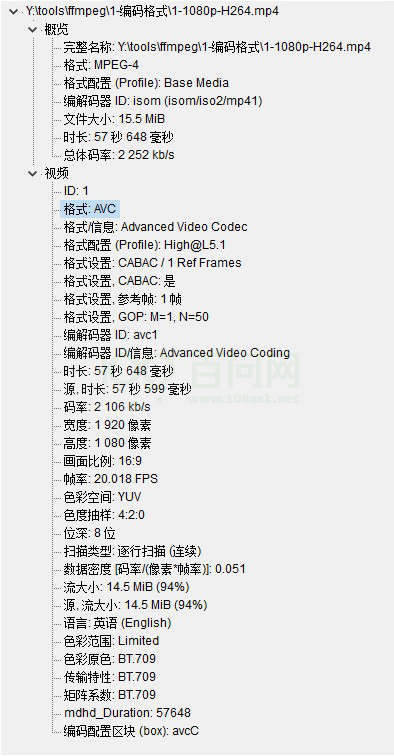 Y:\tools\ffmpeg\1-编码格式\1-1080p-H264.mp4
概览
完整名称: Y:\tools\ffmpeg\1-编码格式\1-1080p-H264.mp4
格式: MPEG-4
格式配置 (Profile): Base Media
编解码器 ID: isom (isom/iso2/mp41)
文件大小: 15.5 MiB
时长: 57 秒 648 毫秒
总体码率: 2 252 kb/s
视频
ID: 1
格式: AVC
格式/信息: Advanced Video Codec
格式配置 (Profile): High@L5.1
格式设置: CABAC / 1 Ref Frames
格式设置, CABAC: 是
格式设置, 参考帧: 1 帧
格式设置, GOP: M=1, N=50
编解码器 ID: avc1
编解码器 ID/信息: Advanced Video Coding
时长: 57 秒 648 毫秒
源, 时长: 57 秒 599 毫秒
百问网
www.100ask.net
码率: 2 106 kb/s
宽度: 1 920 像素
高度: 1 080 像素
画面比例: 16:9
帧率: 20.018 FPS
色彩空间: YUV
色度抽样: 4:2:0
位深: 8 位
扫描类型: 逐行扫描 (连续)
数据密度 [码率/(像素*帧率)]: 0.051
流大小: 14.5 MiB (94%)
源, 流大小: 14.5 MiB (94%)
语言: 英语 (English)
色彩范围: Limited
色彩原色: BT.709
传输特性: BT.709
矩阵系数: BT.709
mdhd_Duration: 57648
编码配置区块 (box): avcC